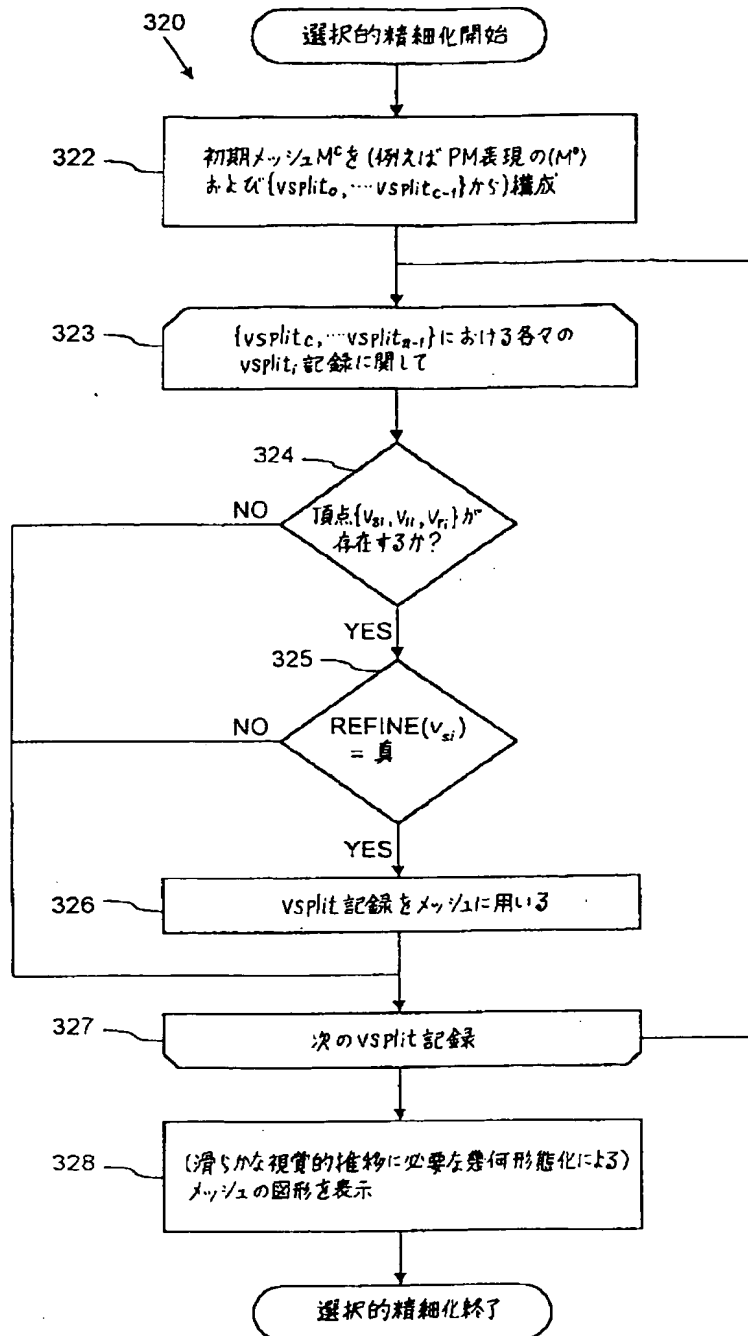 320
選択的精細化開始
322
初期メッシュMᶜを(例えばPM表現の(M⁰)
および{vsplit₀,…vsplit_c-1}から)構成
323
{vsplit_c,…vsplit_n-1}における各々の
vsplitᵢ記録に関して
324
NO
頂点{v_si, v_li, v_ri}が
存在するか?
YES
325
NO
REFINE(v_si)
= 真
YES
326
vsplit記録をメッシュに用いる
327
次のvsplit記録
328
(滑らかな視覚的推移に必要な幾何形態化による)
メッシュの図形を表示
選択的精細化終了